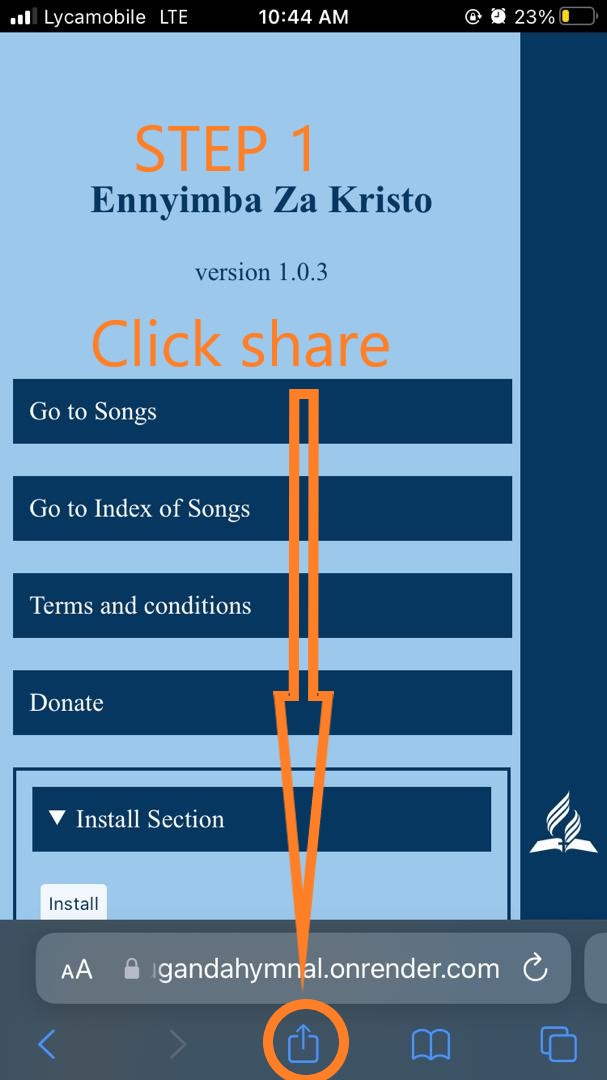 Lycamobile LTE 10:44 AM 23%
STEP 1
Ennyimba Za Kristo
version 1.0.3
Click share
Go to Songs
Go to Index of Songs
Terms and conditions
Donate
Install Section
Install
AA gandahymnal.onrender.com